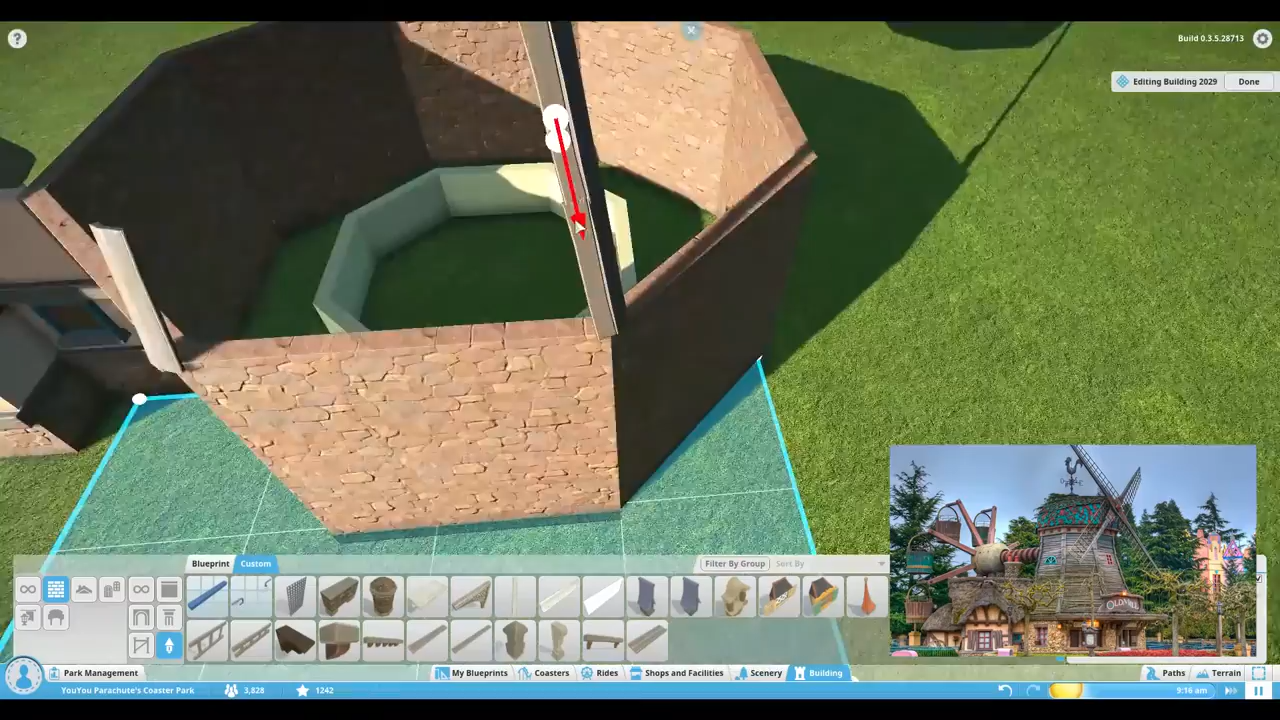 ?
Build 0.3.5.28713
Editing Building 2029
Done
OLD MILL
Blueprint
Custom
Filter By Group
Sort By
Park Management
My Blueprints
Coasters
Rides
Shops and Facilities
Scenery
Building
Paths
Terrain
YouYou Parachute's Coaster Park
3,828
1242
9:16 am